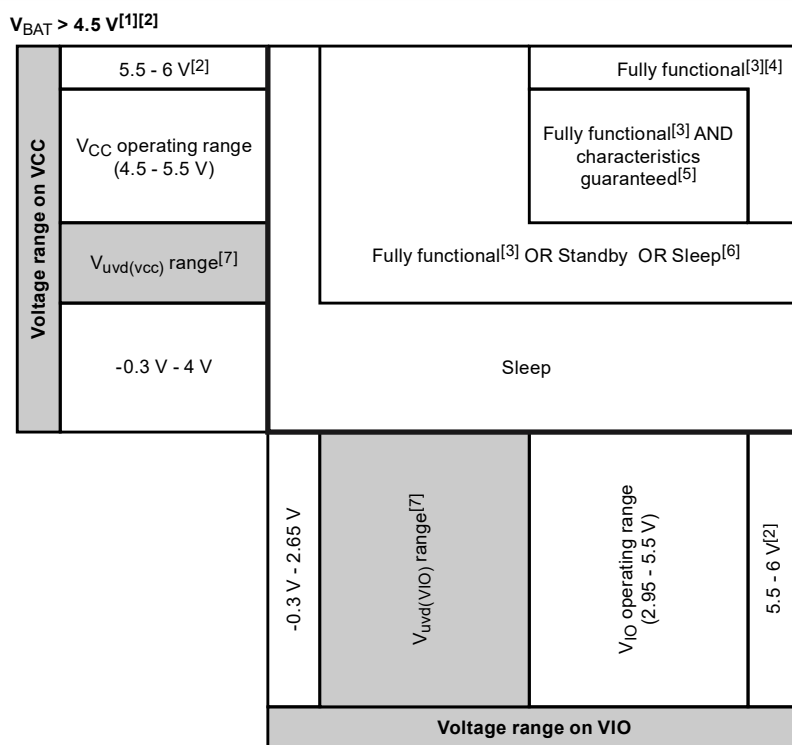 VBAT > 4.5 V[1][2]
Voltage range on VCC
5.5 - 6 V[2]
VCC operating range
(4.5 - 5.5 V)
Vuvd(vcc) range[7]
-0.3 V - 4 V
Fully functional[3][4]
Fully functional[3] AND
characteristics
guaranteed[5]
Fully functional[3] OR Standby OR Sleep[6]
Sleep
-0.3 V - 2.65 V
Vuvd(VIO) range[7]
VIO operating range
(2.95 - 5.5 V)
5.5 - 6 V[2]
Voltage range on VIO